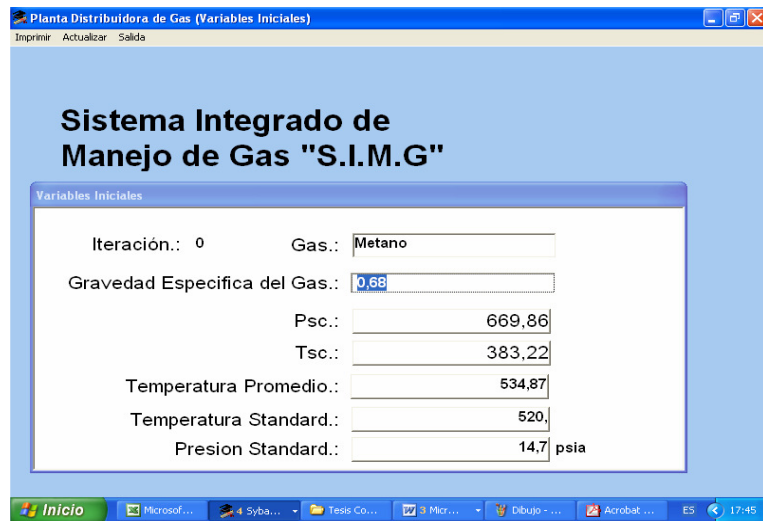 Planta Distribuidora de Gas (Variables Iniciales)
Imprimir Actualizar Salida
Sistema Integrado de
Manejo de Gas "S.I.M.G"
Variables Iniciales
Iteración.: 0 Gas.: Metano
Gravedad Especifica del Gas.: 0,68
Psc.: 669,86
Tsc.: 383,22
Temperatura Promedio.: 534,87
Temperatura Standard.: 520,
Presion Standard.: 14,7 psia
Inicio Microsof... 4 Syba... Tesis Co... 3 Micr... Dibujo - ... Acrobat ... ES 17:45